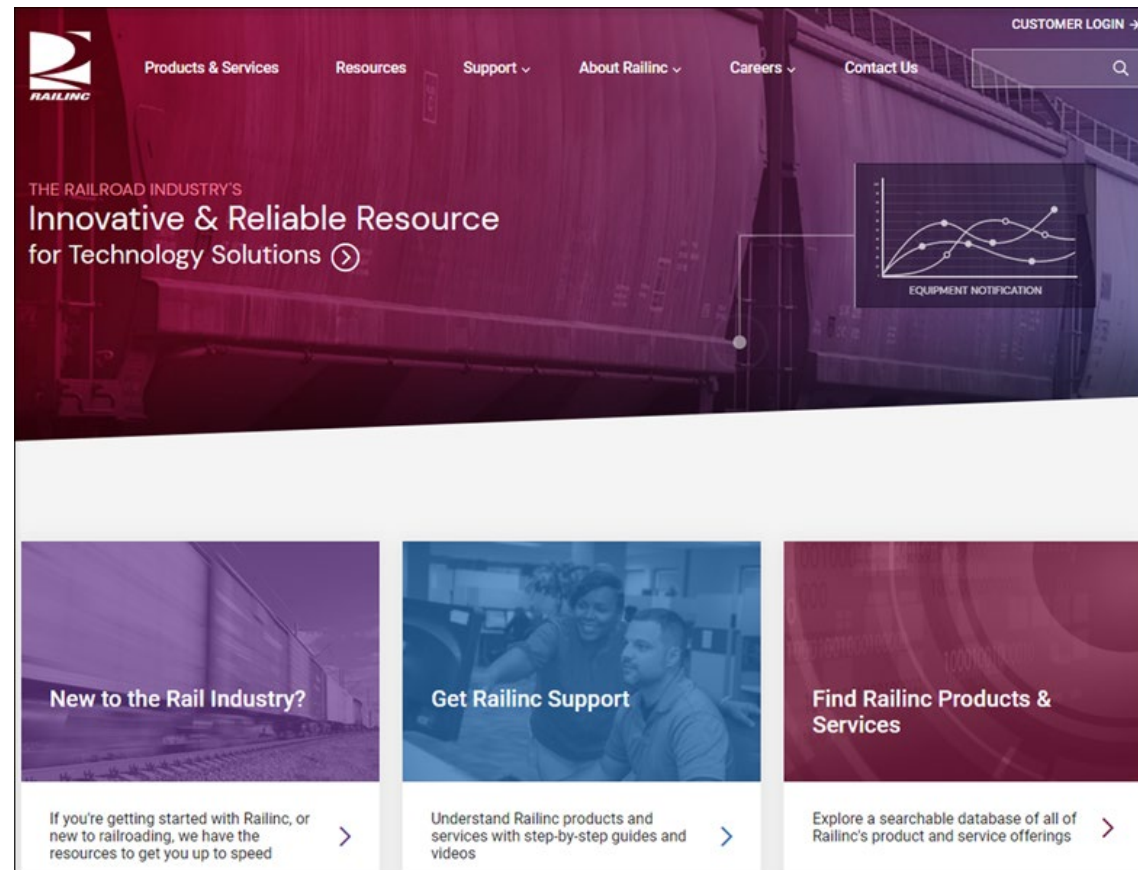 CUSTOMER LOGIN →
RAILINC
Products & Services Resources Support About Railinc Careers Contact Us
THE RAILROAD INDUSTRY'S
Innovative & Reliable Resource
for Technology Solutions
EQUIPMENT NOTIFICATION
New to the Rail Industry?
If you're getting started with Railinc, or
new to railroading, we have the
resources to get you up to speed
Get Railinc Support
Understand Railinc products and
services with step-by-step guides and
videos
Find Railinc Products &
Services
Explore a searchable database of all of
Railinc's product and service offerings